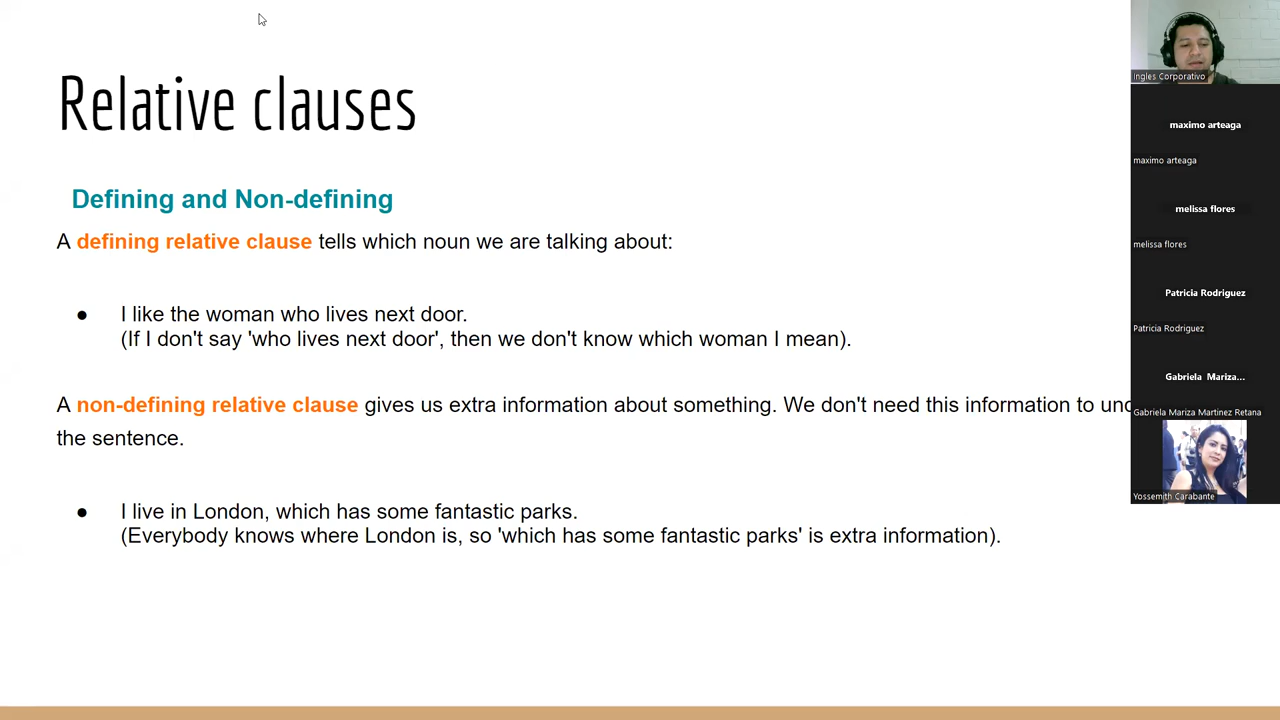 Relative clauses
Defining and Non-defining
A defining relative clause tells which noun we are talking about:
● I like the woman who lives next door.
(If I don't say 'who lives next door', then we don't know which woman I mean).
A non-defining relative clause gives us extra information about something. We don't need this information to
the sentence.
● I live in London, which has some fantastic parks.
(Everybody knows where London is, so 'which has some fantastic parks' is extra information).
Ingles Corporativo
maximo arteaga
maximo arteaga
melissa flores
melissa flores
Patricia Rodriguez
Patricia Rodriguez
Gabriela Mariza...
Gabriela Mariza Martinez Retana
Yossemith Carabante